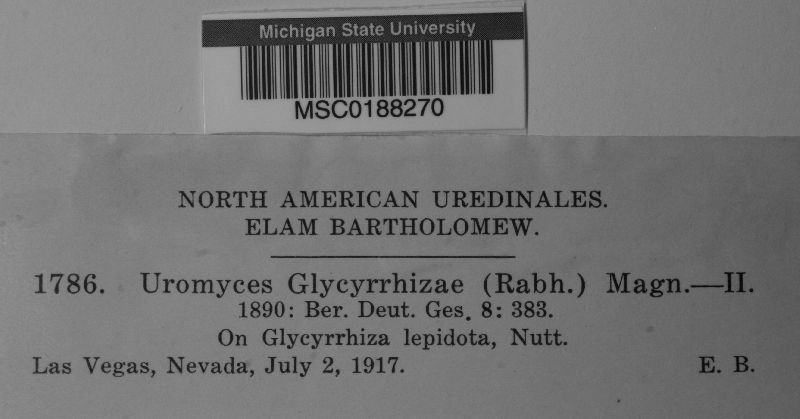 Michigan State University
MSC0188270
NORTH AMERICAN UREDINALES.
ELAM BARTHOLOMEW.
1786. Uromyces Glycyrrhizae (Rabh.) Magn.—II.
1890: Ber. Deut. Ges. 8: 383.
On Glycyrrhiza lepidota, Nutt.
Las Vegas, Nevada, July 2, 1917. E. B.